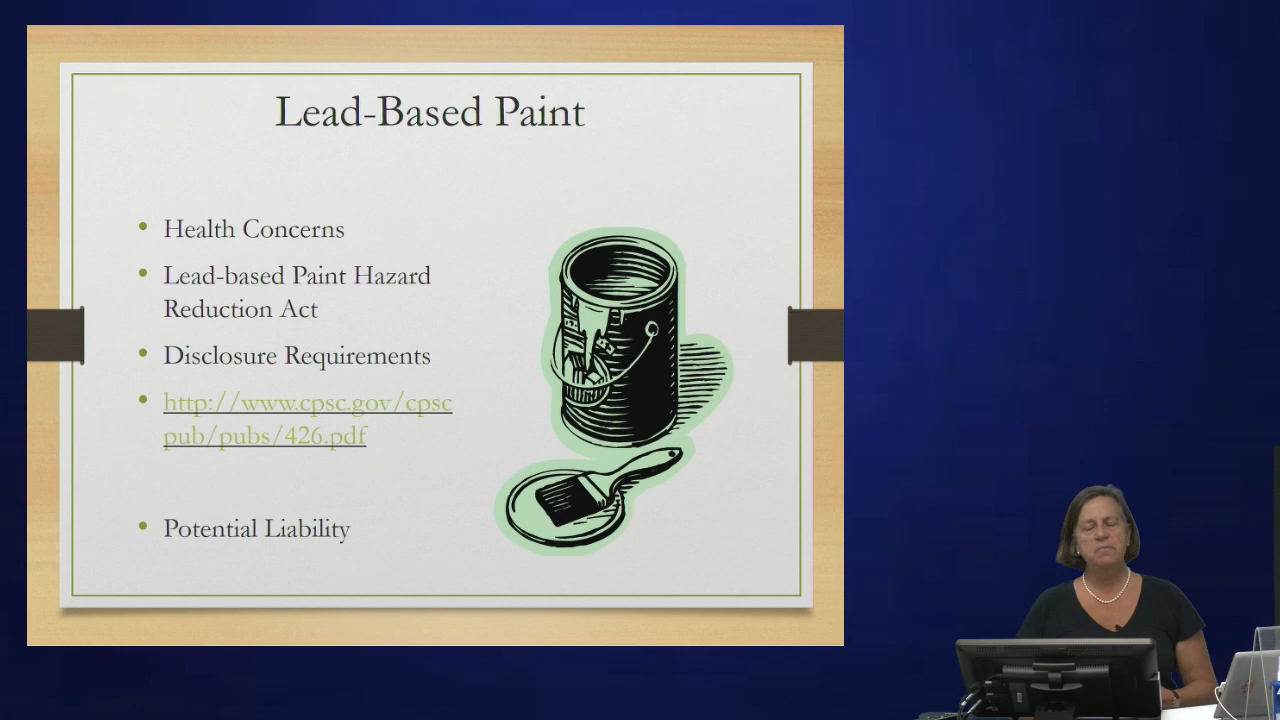 Lead-Based Paint
• Health Concerns
• Lead-based Paint Hazard
Reduction Act
• Disclosure Requirements
• http://www.cpsc.gov/cpsc
pub/pubs/426.pdf
• Potential Liability